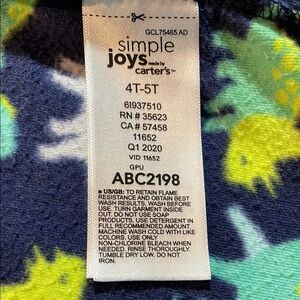 GCL75465 AD
simple
joys made by
carter's™
4T-5T
6I937510
RN # 35623
CA # 57458
11652
Q1 2020
VID 11652
GPU
ABC2198
■ US/GB: TO RETAIN FLAME
RESISTANCE AND OBTAIN BEST
WASH RESULTS, WASH BEFORE
USE. TURN GARMENT INSIDE
OUT. DO NOT USE SOAP
PRODUCTS, USE DETERGENT IN
FULL RECOMMENDED AMOUNT.
MACHINE WASH COLD WITH LIKE
COLORS. USE ONLY
NON-CHLORINE BLEACH WHEN
NEEDED. RINSE THOROUGHLY.
TUMBLE DRY LOW. DO NOT
IRON.